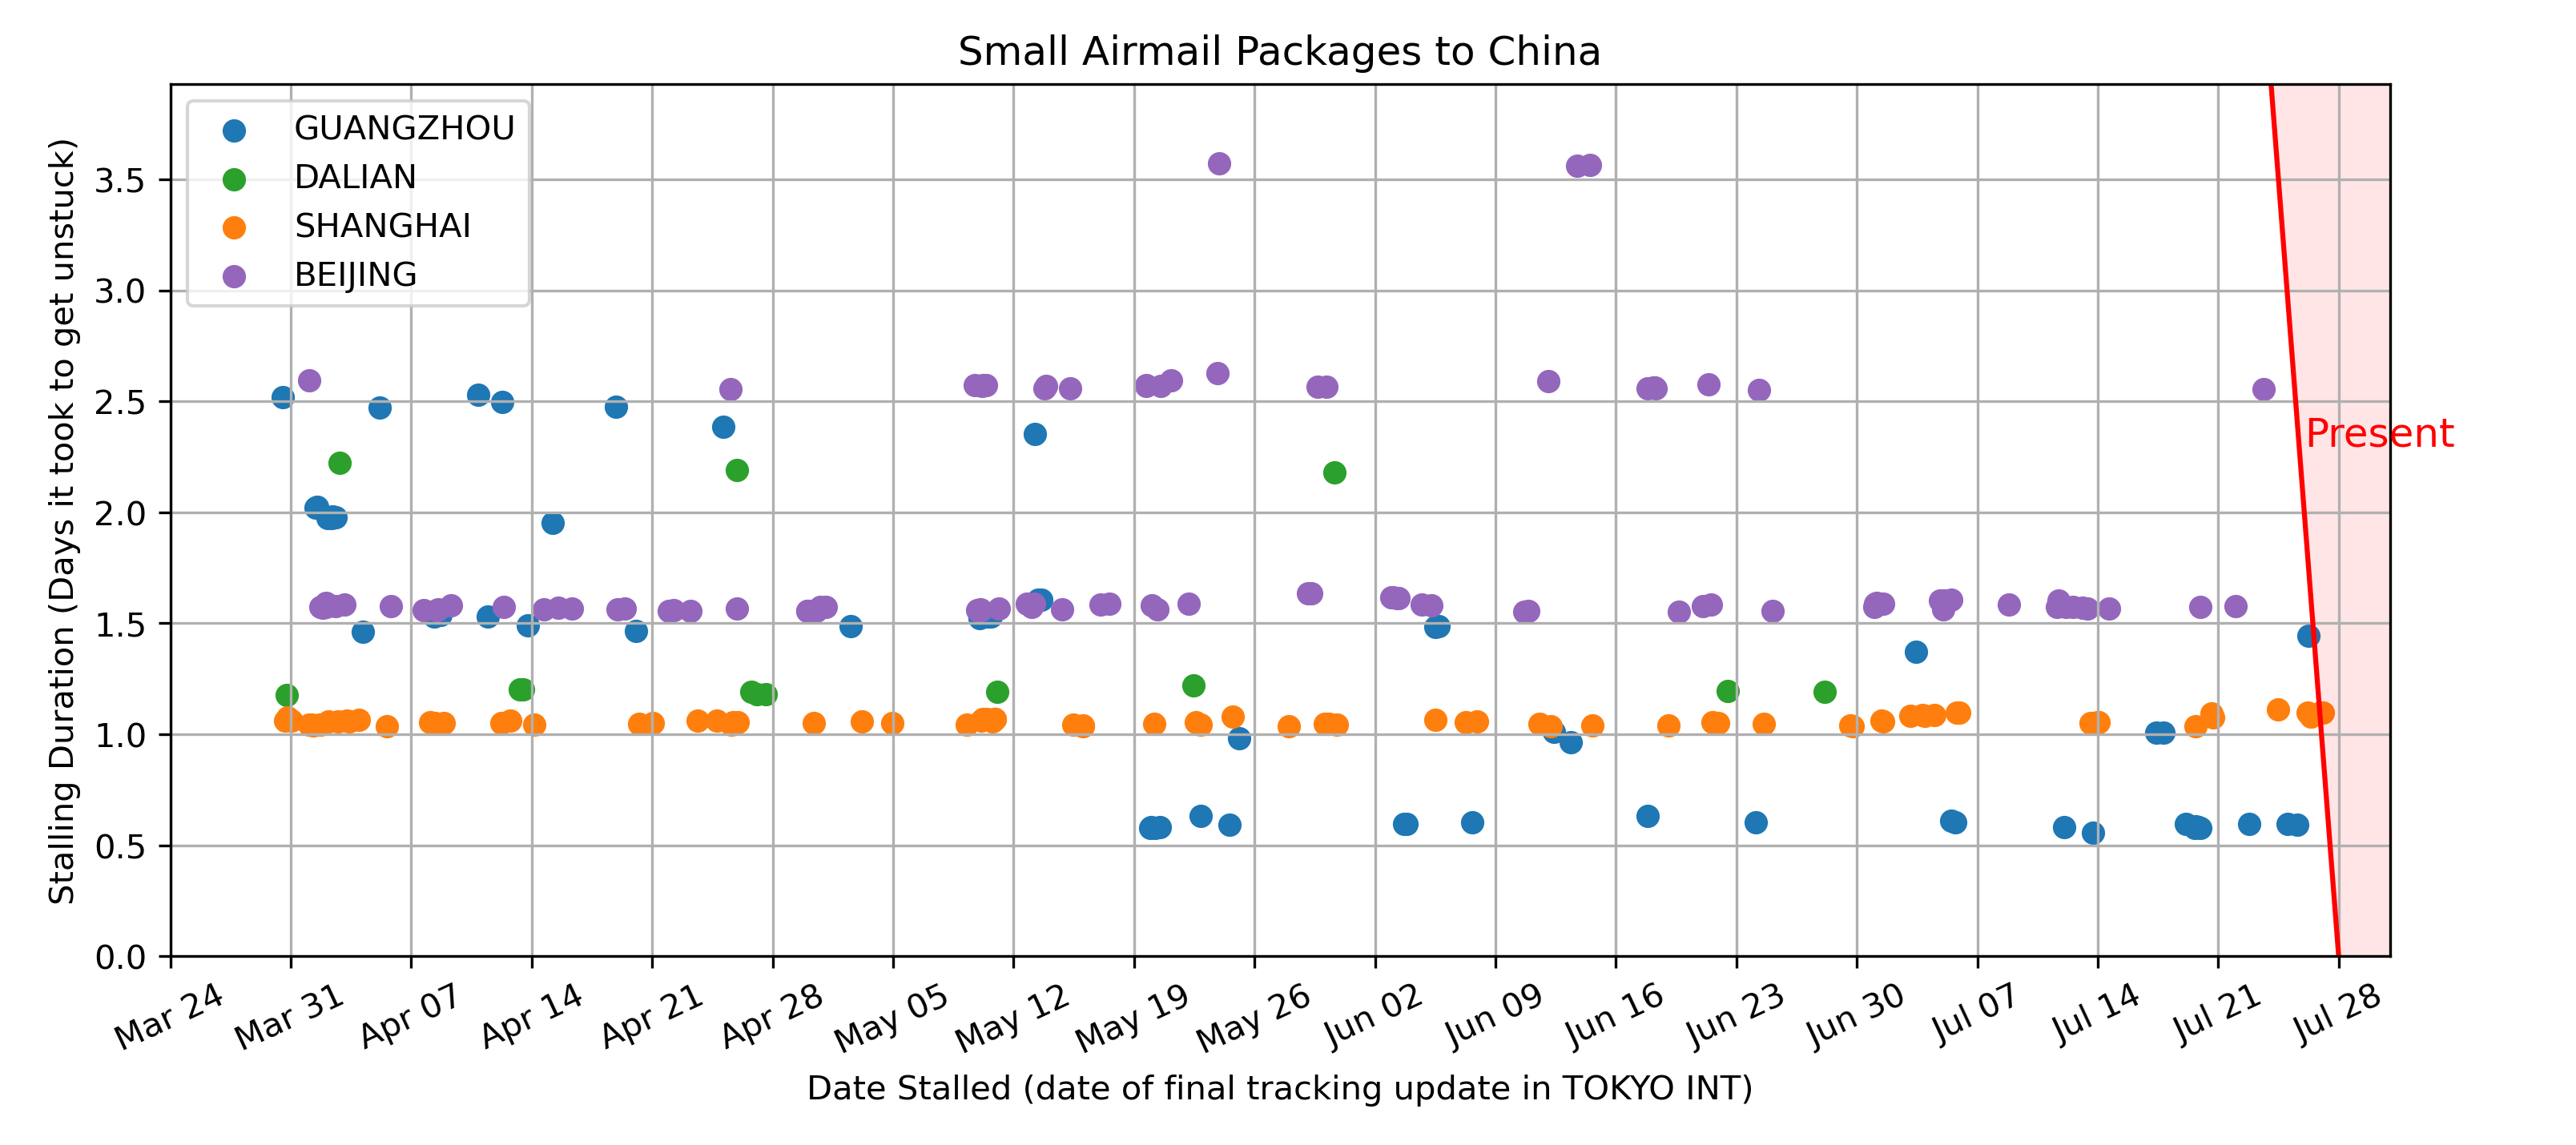 Small Airmail Packages to China
GUANGZHOU
DALIAN
SHANGHAI
BEIJING
Stalling Duration (Days it took to get unstuck)
3.5
3.0
2.5
2.0
1.5
1.0
0.5
0.0
Present
Mar 24
Mar 31
Apr 07
Apr 14
Apr 21
Apr 28
May 05
May 12
May 19
May 26
Jun 02
Jun 09
Jun 16
Jun 23
Jun 30
Jul 07
Jul 14
Jul 21
Jul 28
Date Stalled (date of final tracking update in TOKYO INT)